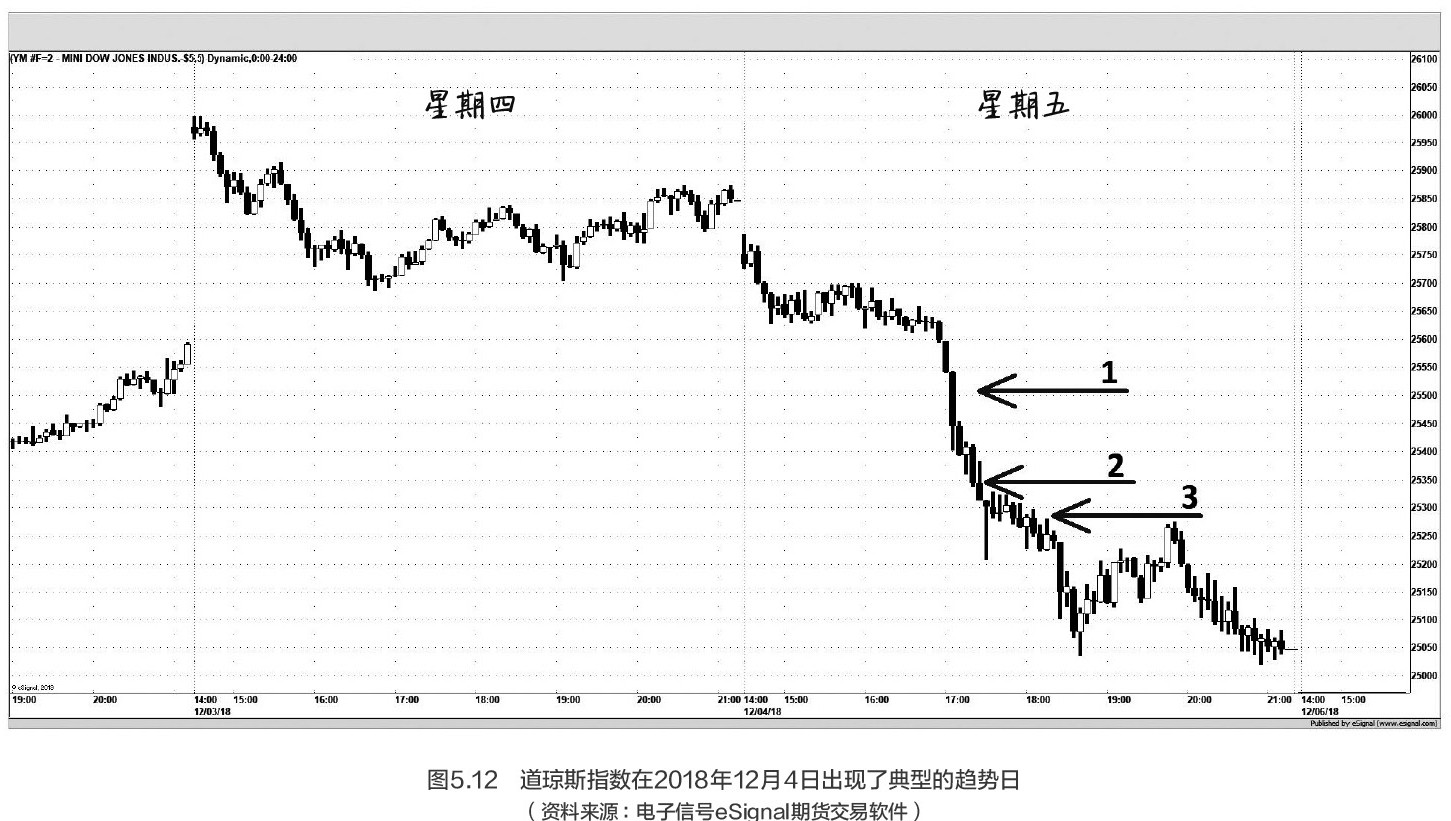 (YM #F=2 - MINI DOW JONES INDUS.-$5,5) Dynamic,0:00-24:00
星期四
星期五
26100
26050
26000
25950
25900
25850
25800
25750
25700
25650
25600
25550
25500
25450
25400
25350
25300
25250
25200
25150
25100
25050
25000
1
2
3
© eSignal, 2018
19:00 20:00 14:00 15:00 16:00 17:00 18:00 19:00 20:00 21:00 14:00 15:00 16:00 17:00 18:00 19:00 20:00 21:00 14:00 15:00
12/03/18 12/04/18 12/06/18
Published by eSignal (www.esignal.com)
图5.12 道琼斯指数在2018年12月4日出现了典型的趋势日
（资料来源：电子信号eSignal期货交易软件）